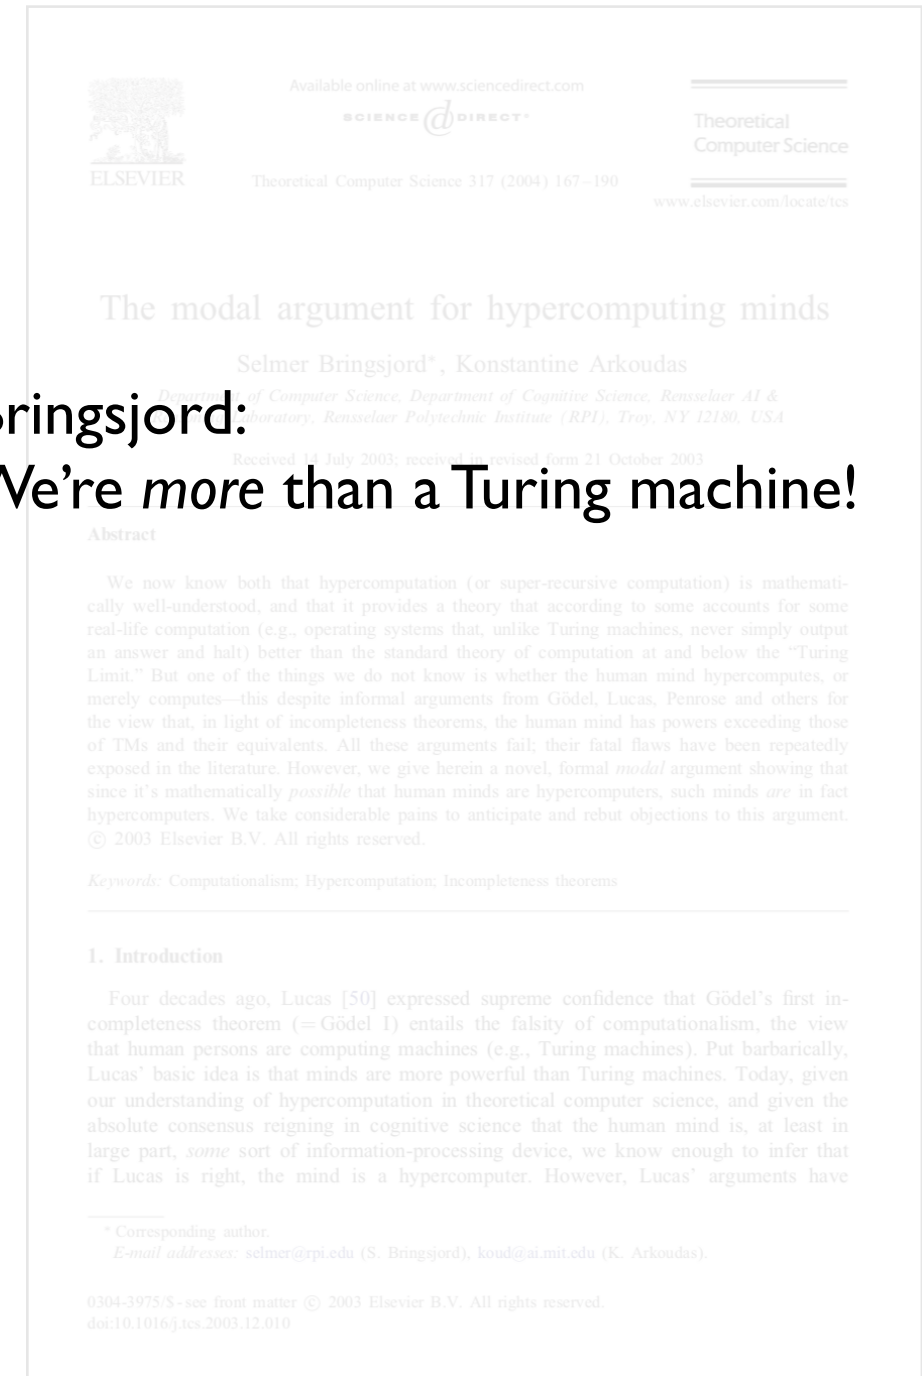 Available online at www.sciencedirect.com
SCIENCE DIRECT®
ELSEVIER
Theoretical
Computer Science
Theoretical Computer Science 317 (2004) 167–190
www.elsevier.com/locate/tcs
The modal argument for hypercomputing minds
Selmer Bringsjord*, Konstantine Arkoudas
Department of Computer Science, Department of Cognitive Science, Rensselaer AI &
Laboratory, Rensselaer Polytechnic Institute (RPI), Troy, NY 12180, USA
ringsjord:
Received 14 July 2003; received in revised form 21 October 2003
We’re more than a Turing machine!
Abstract
We now know both that hypercomputation (or super-recursive computation) is mathemati-
cally well-understood, and that it provides a theory that according to some accounts for some
real-life computation (e.g., operating systems that, unlike Turing machines, never simply output
an answer and halt) better than the standard theory of computation at and below the “Turing
Limit.” But one of the things we do not know is whether the human mind hypercomputes, or
merely computes—this despite informal arguments from Gödel, Lucas, Penrose and others for
the view that, in light of incompleteness theorems, the human mind has powers exceeding those
of TMs and their equivalents. All these arguments fail; their fatal flaws have been repeatedly
exposed in the literature. However, we give herein a novel, formal modal argument showing that
since it’s mathematically possible that human minds are hypercomputers, such minds are in fact
hypercomputers. We take considerable pains to anticipate and rebut objections to this argument.
© 2003 Elsevier B.V. All rights reserved.
Keywords: Computationalism; Hypercomputation; Incompleteness theorems
1. Introduction
Four decades ago, Lucas [50] expressed supreme confidence that Gödel’s first in-
completeness theorem (= Gödel I) entails the falsity of computationalism, the view
that human persons are computing machines (e.g., Turing machines). Put barbarically,
Lucas’ basic idea is that minds are more powerful than Turing machines. Today, given
our understanding of hypercomputation in theoretical computer science, and given the
absolute consensus reigning in cognitive science that the human mind is, at least in
large part, some sort of information-processing device, we know enough to infer that
if Lucas is right, the mind is a hypercomputer. However, Lucas’ arguments have
* Corresponding author.
E-mail addresses: selmer@rpi.edu (S. Bringsjord), koud@ai.mit.edu (K. Arkoudas).
0304-3975/$ - see front matter © 2003 Elsevier B.V. All rights reserved.
doi:10.1016/j.tcs.2003.12.010